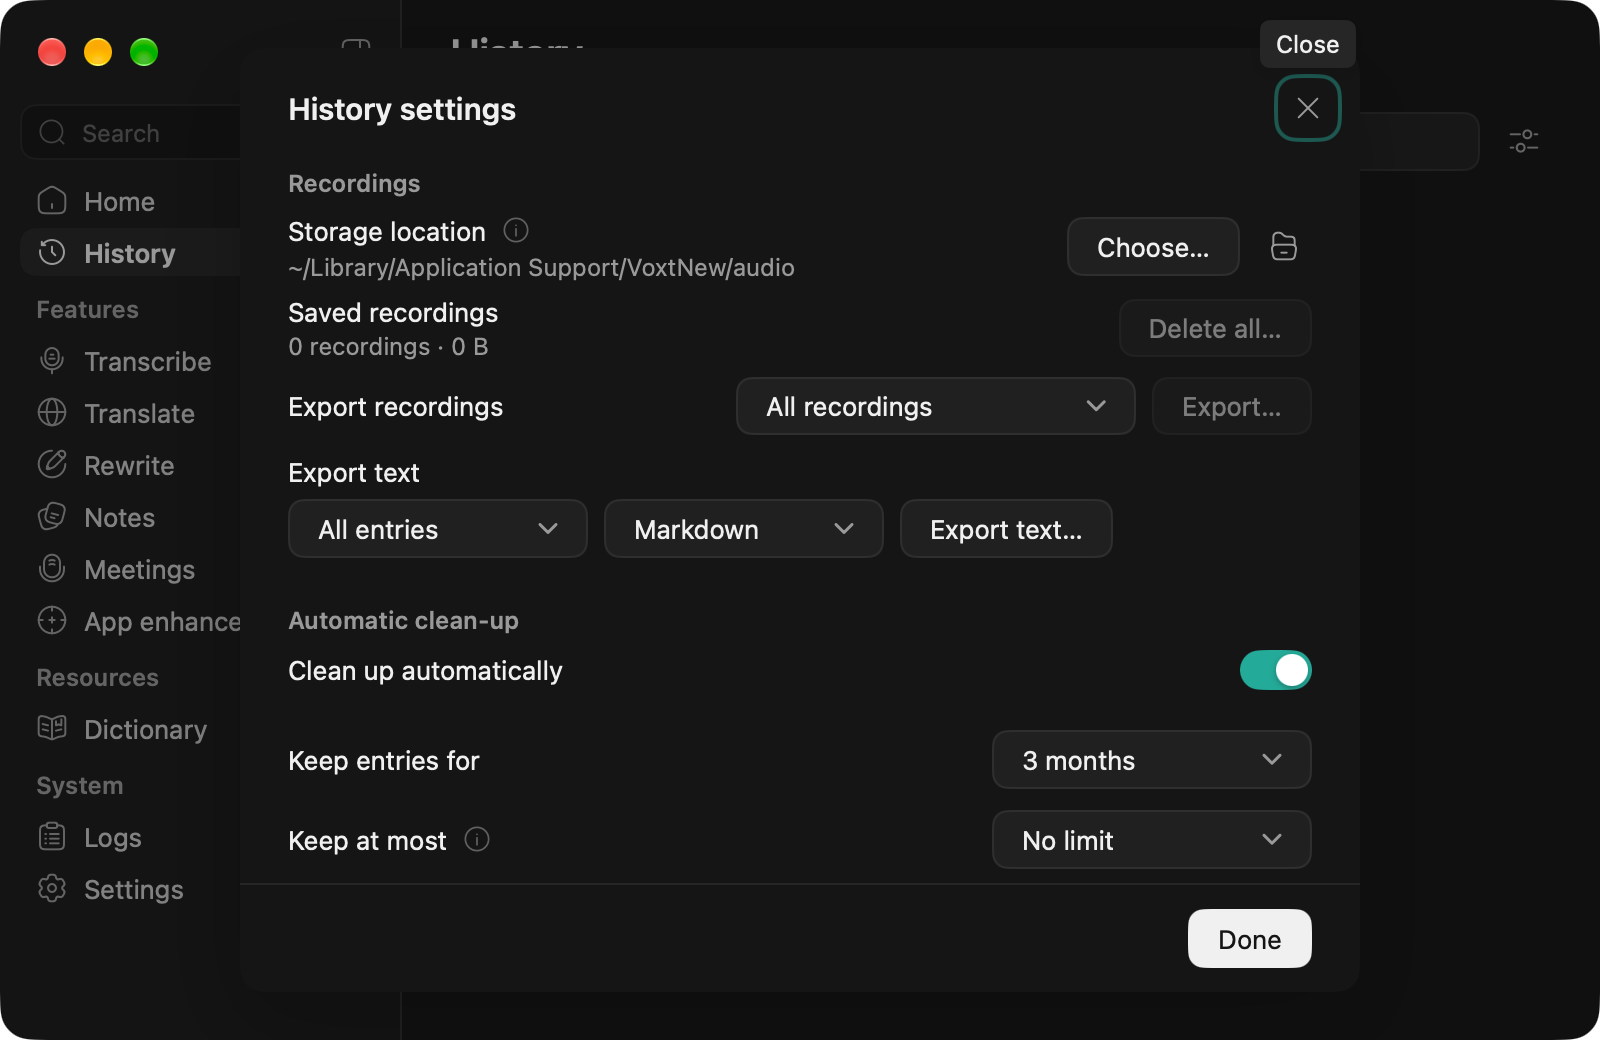 Close
History
Search
Home
History
Features
Transcribe
Translate
Rewrite
Notes
Meetings
App enhance
Resources
Dictionary
System
Logs
Settings
History settings
Recordings
Storage location
~/Library/Application Support/VoxtNew/audio
Choose...
Saved recordings
0 recordings · 0 B
Delete all...
Export recordings
All recordings
Export...
Export text
All entries
Markdown
Export text...
Automatic clean-up
Clean up automatically
Keep entries for
3 months
Keep at most
No limit
Done